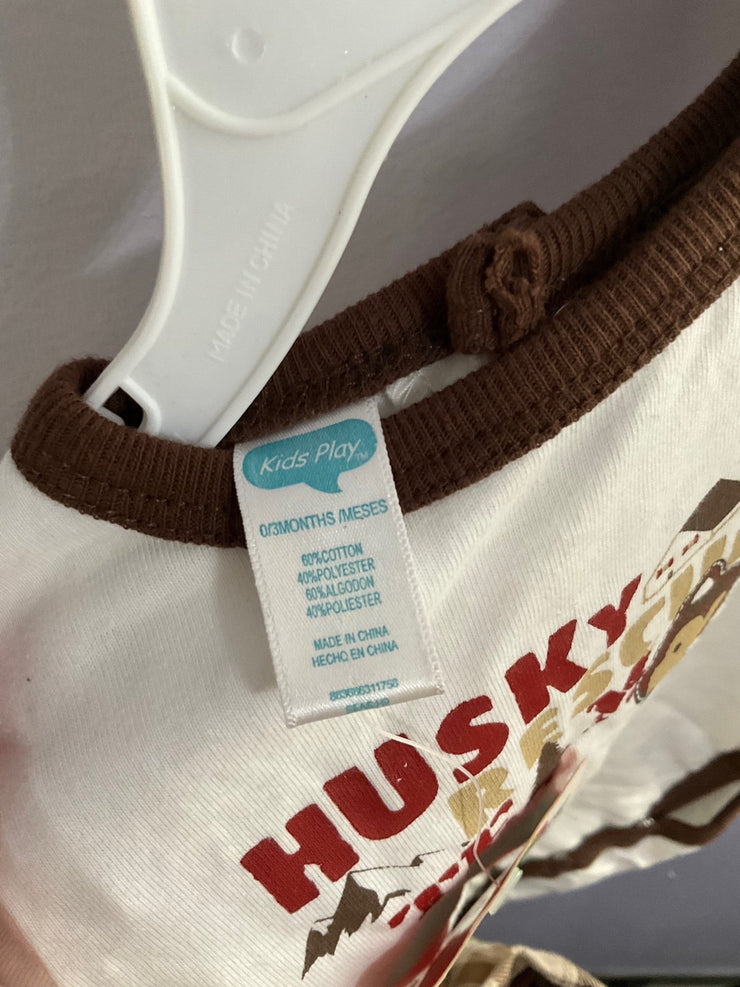 MADE IN CHINA
Kids Play™
0/3MONTHS /MESES
60%COTTON
40%POLYESTER
60%ALGODON
40%POLIESTER
MADE IN CHINA
HECHO EN CHINA
HUSKY